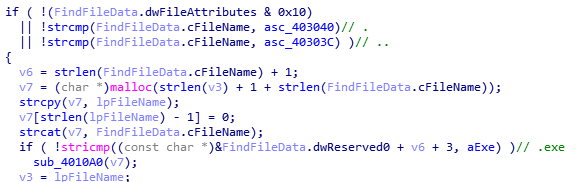 if ( !(FindFileData.dwFileAttributes & 0x10)
|| !strcmp(FindFileData.cFileName, asc_403040)// .
|| !strcmp(FindFileData.cFileName, asc_40303C) )// ..
{
v6 = strlen(FindFileData.cFileName) + 1;
v7 = (char *)malloc(strlen(v3) + 1 + strlen(FindFileData.cFileName));
strcpy(v7, lpFileName);
v7[strlen(lpFileName) - 1] = 0;
strcat(v7, FindFileData.cFileName);
if ( !stricmp((const char *)&FindFileData.dwReserved0 + v6 + 3, aExe) )// .exe
sub_4010A0(v7);
v3 = lpFileName;